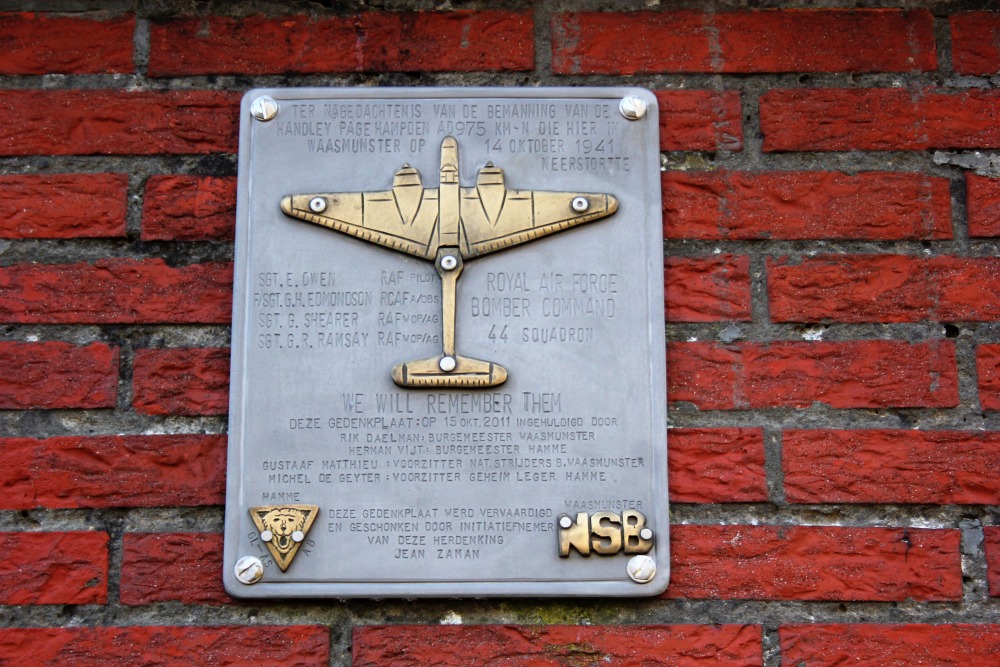 TER NAGEDACHTENIS VAN DE BEMANNING VAN DE
HANDLEY PAGE HAMPDEN AD975 KM-N DIE HIER IN
WAASMUNSTER OP 14 OKTOBER 1941
NEERSTORTTE
SGT. E. OWEN RAF PILOT
F/SGT. G.H. EDMONDSON RCAF A/OBS
SGT. G. SHEARER RAF WOP/AG
SGT. G.R. RAMSAY RAF WOP/AG
ROYAL AIR FORCE
BOMBER COMMAND
44 SQUADRON
WE WILL REMEMBER THEM
DEZE GEDENKPLAAT: OP 15 OKT. 2011 INGEHULDIGD DOOR
RIK DAELMAN: BURGEMEESTER WAASMUNSTER
HERMAN VIJT: BURGEMEESTER HAMME
GUSTAAF MATTHIEU : VOORZITTER NAT. STRIJDERS B. WAASMUNSTER
MICHEL DE GEYTER : VOORZITTER GEHEIM LEGER HAMME
HAMME
DEZE GEDENKPLAAT WERD VERVAARDIGD
EN GESCHONKEN DOOR INITIATIEFNEMER
VAN DEZE HERDENKING
JEAN ZAMAN
WAASMUNSTER
NSB